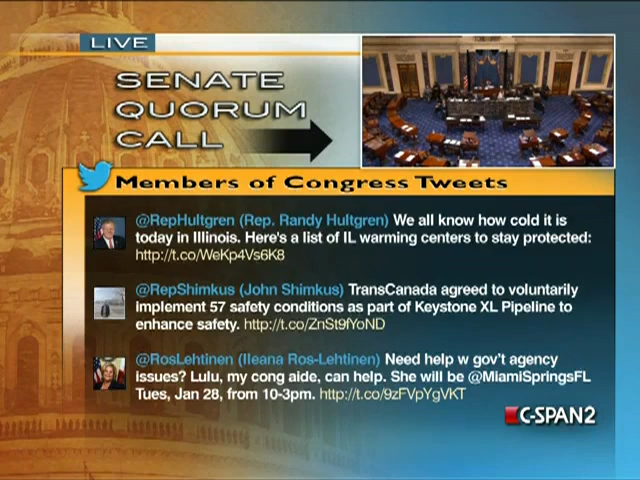 LIVE
SENATE
QUORUM
CALL
Members of Congress Tweets
@RepHultgren (Rep. Randy Hultgren) We all know how cold it is
today in Illinois. Here's a list of IL warming centers to stay protected:
http://t.co/WeKp4Vs6K8
@RepShimkus (John Shimkus) TransCanada agreed to voluntarily
implement 57 safety conditions as part of Keystone XL Pipeline to
enhance safety. http://t.co/ZnSt9fYoND
@RosLehtinen (Ileana Ros-Lehtinen) Need help w gov't agency
issues? Lulu, my cong aide, can help. She will be @MiamiSpringsFL
Tues, Jan 28, from 10-3pm. http://t.co/9zFVpYgVKT
C-SPAN2